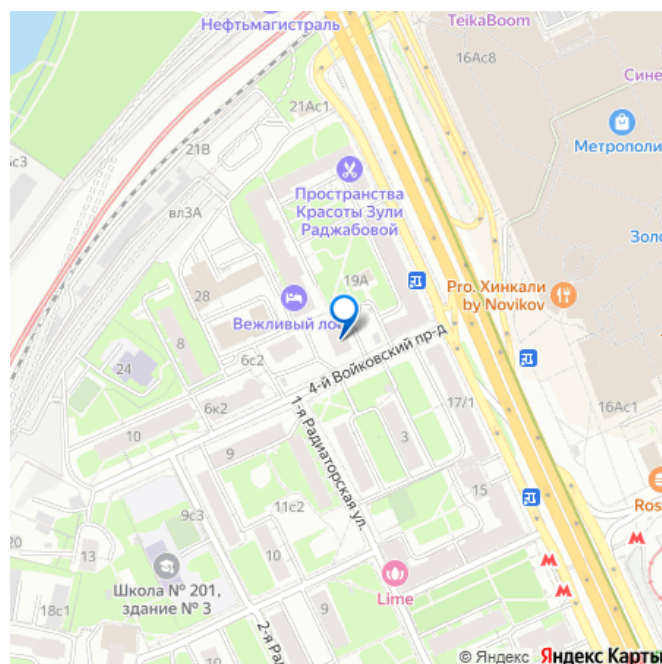 Нефтьмагистраль
TeikaBoom
16Ас8
Сине
21Ас1
Метрополи
21В
Пространства
Красоты Зули
Раджабовой
вл3А
Золо
19А
Pro. Хинкали
by Novikov
28
Вежливый ло
8
6с2
4-й Войковский пр-д
24
6к2
1-я Радиаторская ул.
17/1
16Ас1
10
9
3
15
11с2
Ros
9с3
20
13
10
Школа № 201,
здание № 3
Lime
18с1
9
2-я Ради
© Яндекс Яндекс Карты